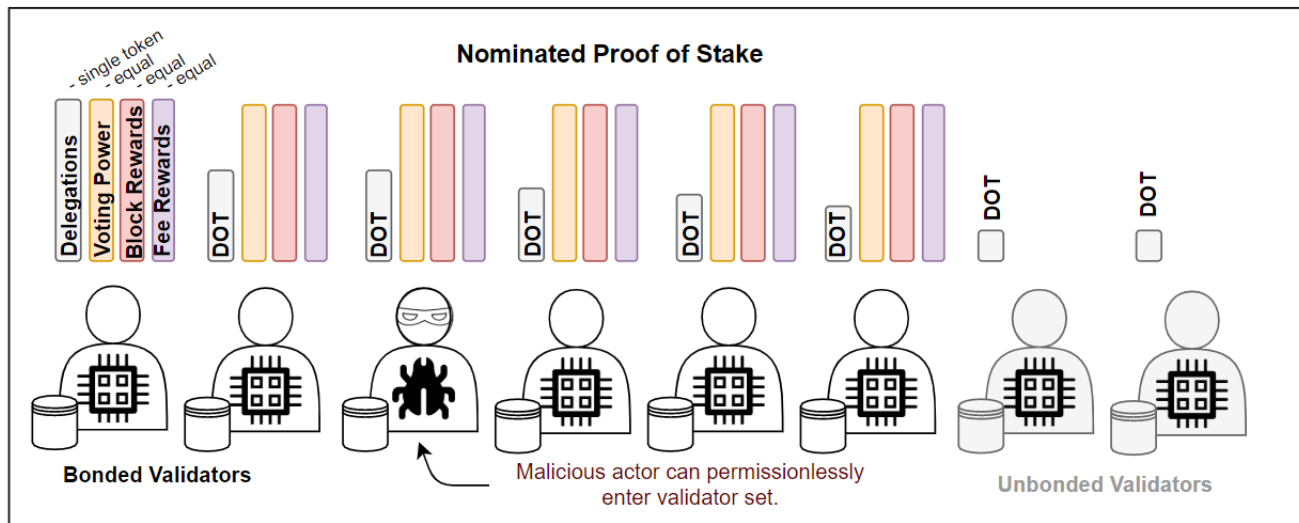 Nominated Proof of Stake
- single token
- equal
- equal
- equal
Delegations
Voting Power
Block Rewards
Fee Rewards
DOT
DOT
DOT
DOT
DOT
DOT
DOT
Bonded Validators
Malicious actor can permissionlessly
enter validator set.
Unbonded Validators